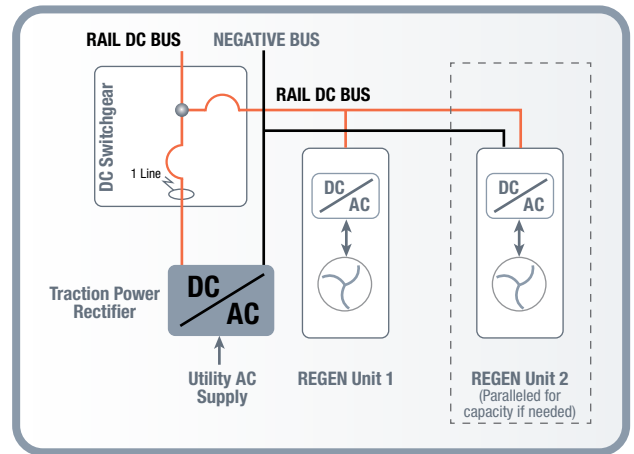 RAIL DC BUS
NEGATIVE BUS
RAIL DC BUS
DC Switchgear
1 Line
DC
AC
DC
AC
DC
AC
Traction Power
Rectifier
Utility AC
Supply
REGEN Unit 1
REGEN Unit 2
(Paralleled for
capacity if needed)